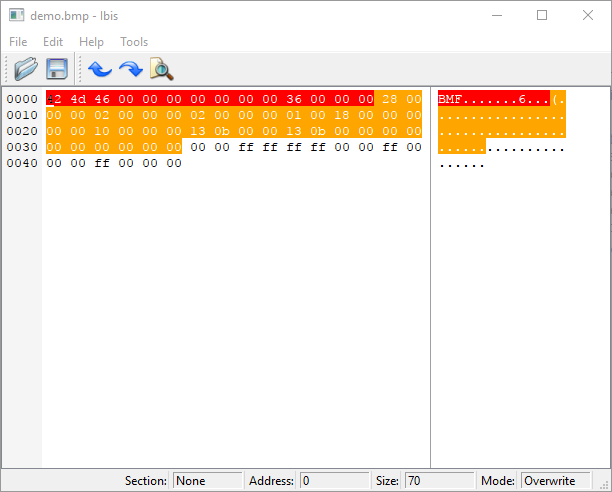 demo.bmp - Ibis
File Edit Help Tools
0000 42 4d 46 00 00 00 00 00 00 00 36 00 00 00 28 00 BMF.......6...(.
0010 00 00 02 00 00 00 02 00 00 00 01 00 18 00 00 00 ................
0020 00 00 10 00 00 00 13 0b 00 00 13 0b 00 00 00 00 ................
0030 00 00 00 00 00 00 00 00 ff ff ff ff 00 00 ff 00 ................
0040 00 00 ff 00 00 00 ......
Section: None Address: 0 Size: 70 Mode: Overwrite